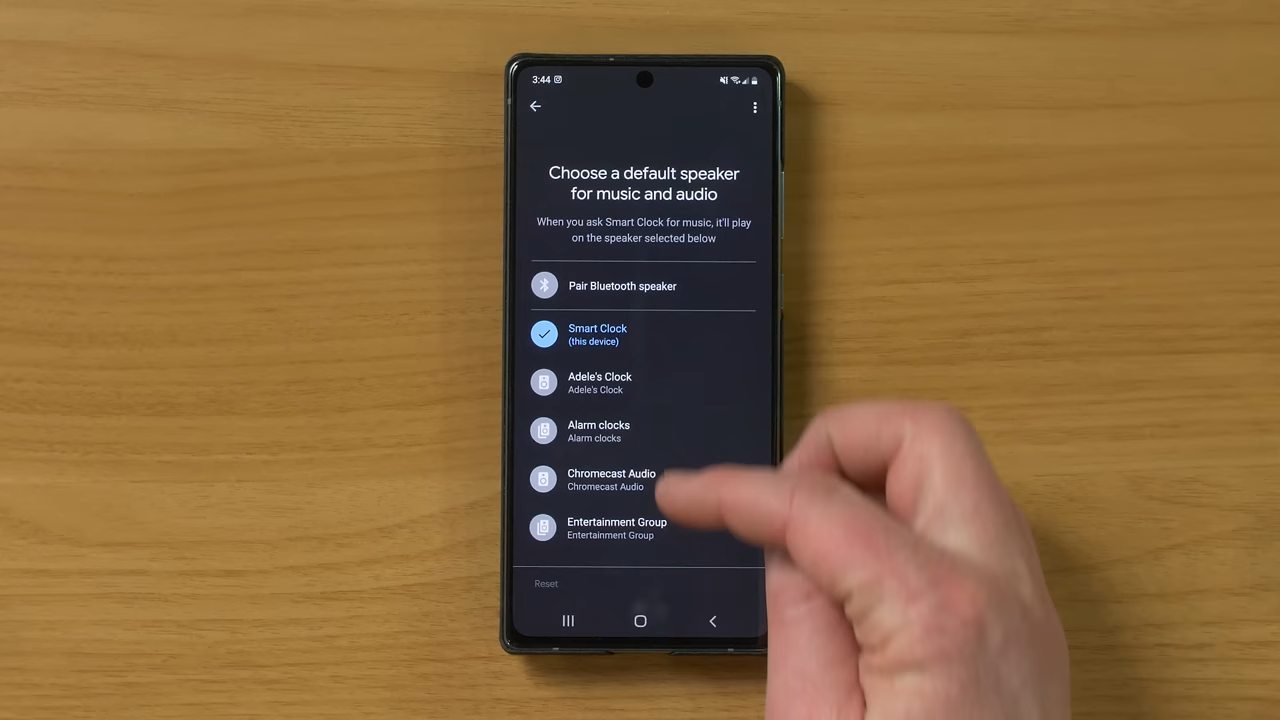 3:44
Choose a default speaker
for music and audio
When you ask Smart Clock for music, it'll play
on the speaker selected below
Pair Bluetooth speaker
Smart Clock
(this device)
Adele's Clock
Adele's Clock
Alarm clocks
Alarm clocks
Chromecast Audio
Chromecast Audio
Entertainment Group
Entertainment Group
Reset